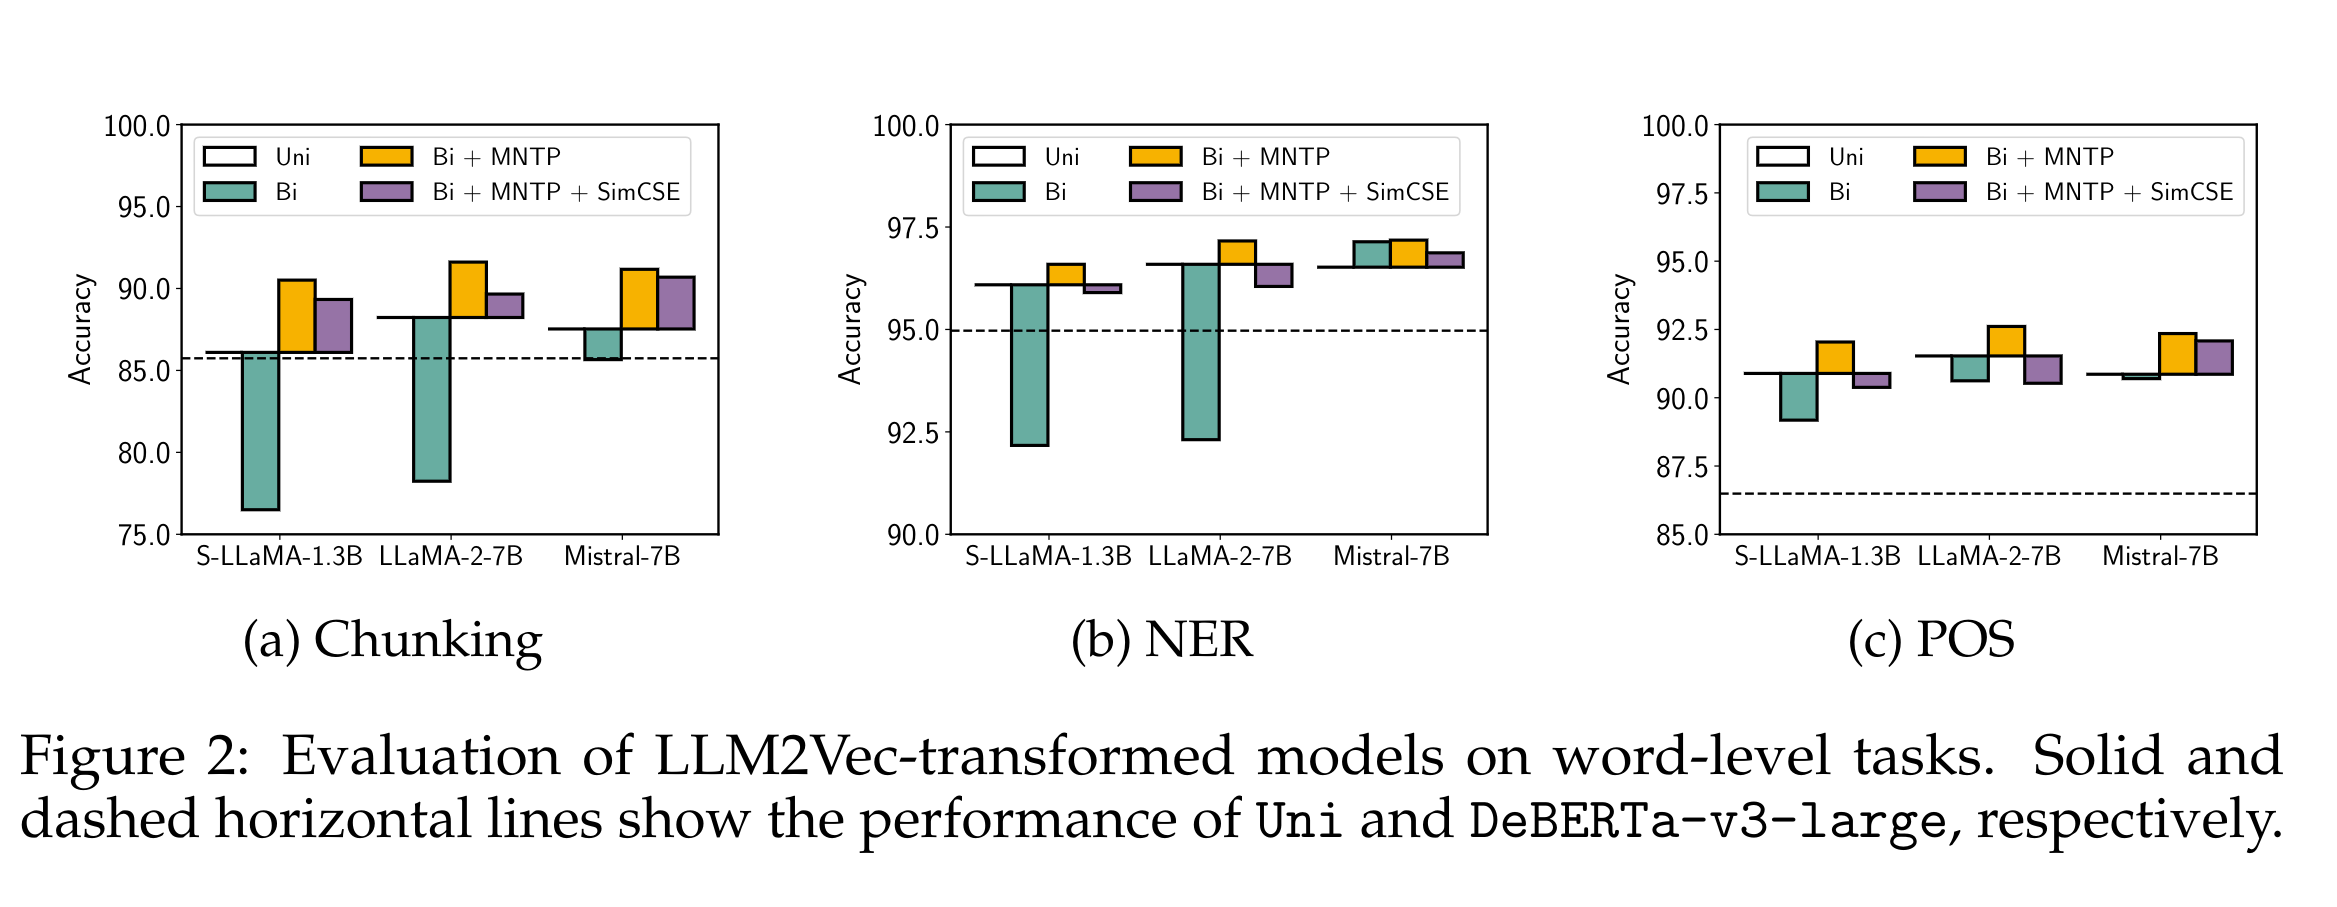 100.0
95.0
90.0
85.0
80.0
75.0
Accuracy
Uni
Bi
Bi + MNTP
Bi + MNTP + SimCSE
S-LLaMA-1.3B LLaMA-2-7B Mistral-7B
(a) Chunking
100.0
97.5
95.0
92.5
90.0
Accuracy
Uni
Bi
Bi + MNTP
Bi + MNTP + SimCSE
S-LLaMA-1.3B LLaMA-2-7B Mistral-7B
(b) NER
100.0
97.5
95.0
92.5
90.0
87.5
85.0
Accuracy
Uni
Bi
Bi + MNTP
Bi + MNTP + SimCSE
S-LLaMA-1.3B LLaMA-2-7B Mistral-7B
(c) POS
Figure 2: Evaluation of LLM2Vec-transformed models on word-level tasks. Solid and
dashed horizontal lines show the performance of Uni and DeBERTa-v3-large, respectively.